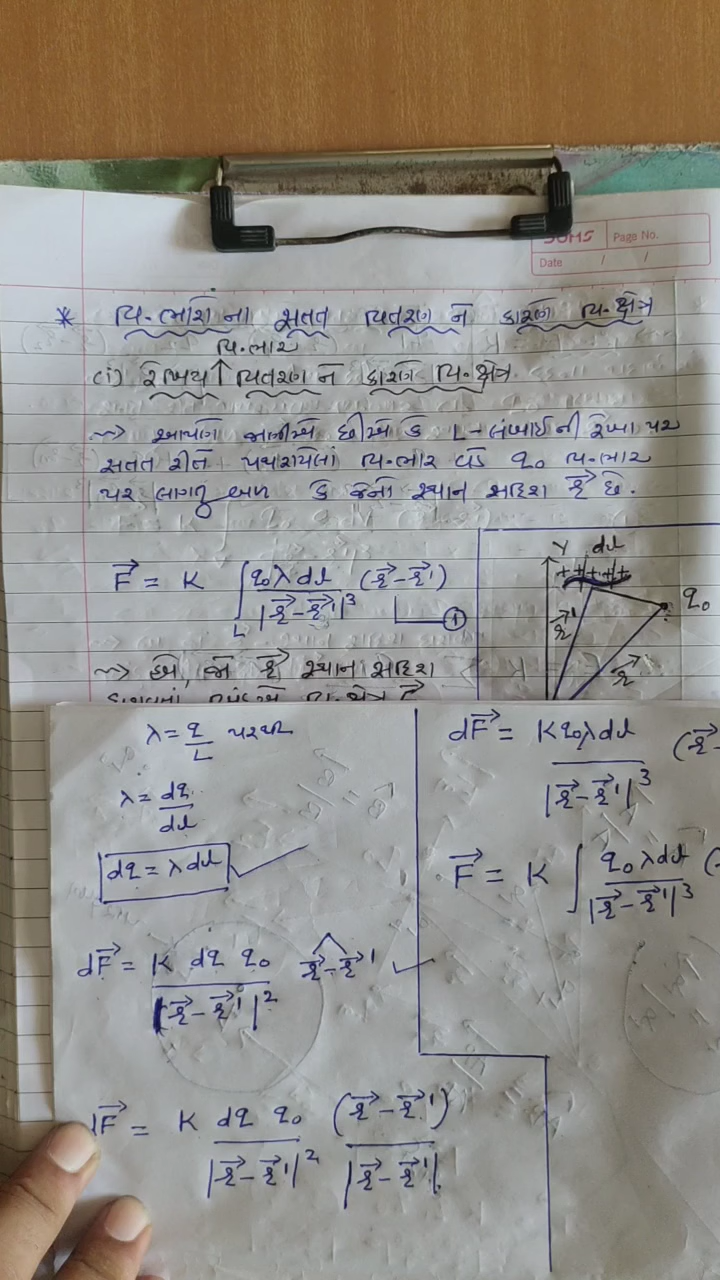 Page No.
Date / /
* વિ.ભારોના સતત વિતરણને કારણે વિ.ક્ષેત્ર
વિ.ભાર
(i) રેખીય ↑ વિતરણને કારણે વિ.ક્ષેત્ર
~> આપણે જાણીએ છીએ કે L-લંબાઈની રેખા પર
સતત રીતે પથરાયેલાં વિ.ભાર વડે q₀ વિ.ભાર
પર લાગતુ બળ કે જેનો સ્થાન સદિશ r⃗ છે.
F⃗ = K ∫_L q₀λdl / |r⃗-r⃗'|³ (r⃗-r⃗') ①
Y dl
+++++
q₀
r⃗' r⃗
~> હવે, જો r⃗ સ્થાન સદિશ
λ = q/L પરથી
λ = dq/dl
dq = λdl
dF⃗ = K dq q₀ / |r⃗-r⃗'|² r⃗-r⃗'^
dF⃗ = K dq q₀ / |r⃗-r⃗'|² (r⃗-r⃗') / |r⃗-r⃗'|
dF⃗ = Kq₀λdl / |r⃗-r⃗'|³ (r⃗-
F⃗ = K ∫ q₀λdl / |r⃗-r⃗'|³ (